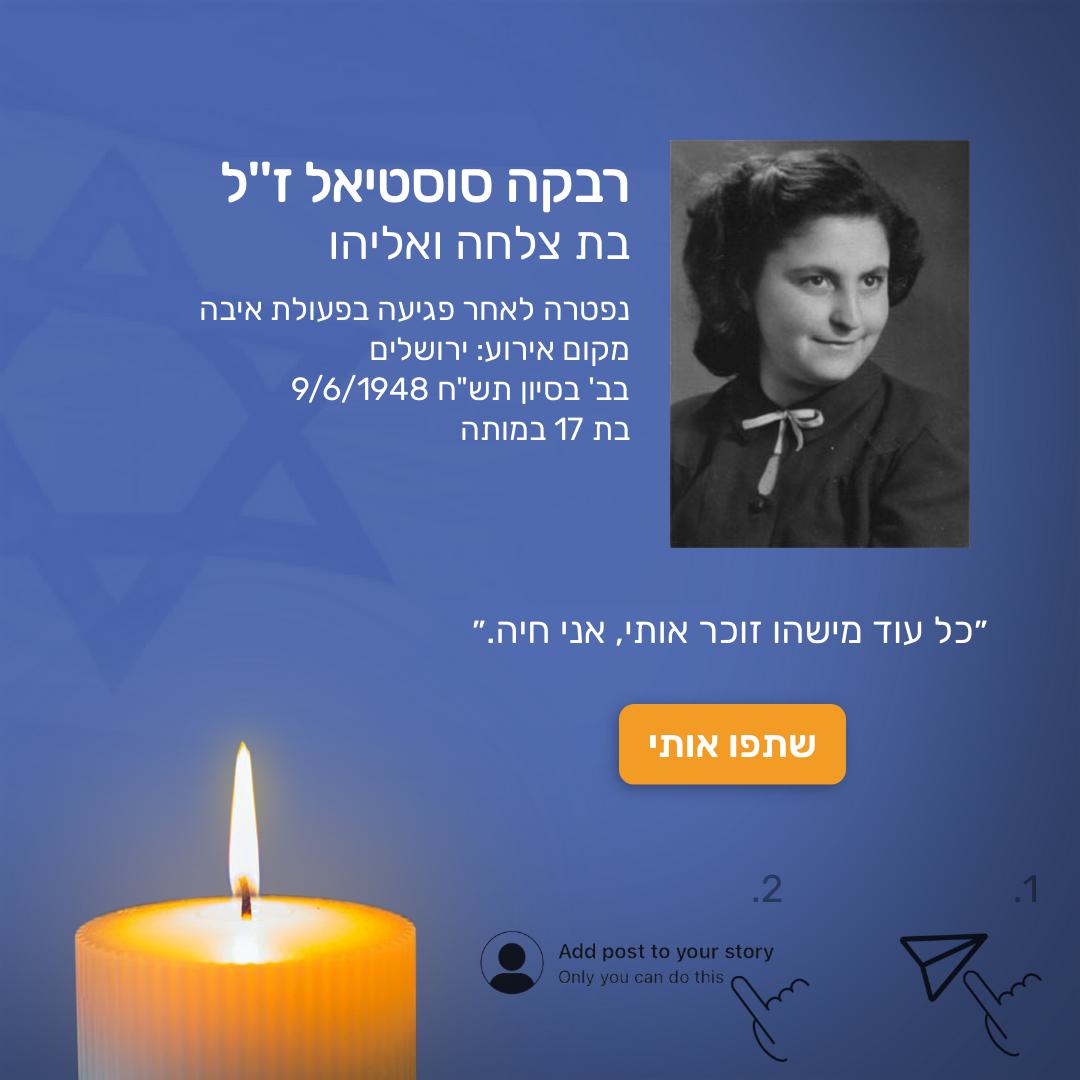 רבקה סוסטיאל ז''ל
בת צלחה ואליהו
נפטרה לאחר פגיעה בפעולת איבה
מקום אירוע: ירושלים
בב' בסיון תש"ח 9/6/1948
בת 17 במותה
״כל עוד מישהו זוכר אותי, אני חיה.״
שתפו אותי
1.
2.
Add post to your story
Only you can do this